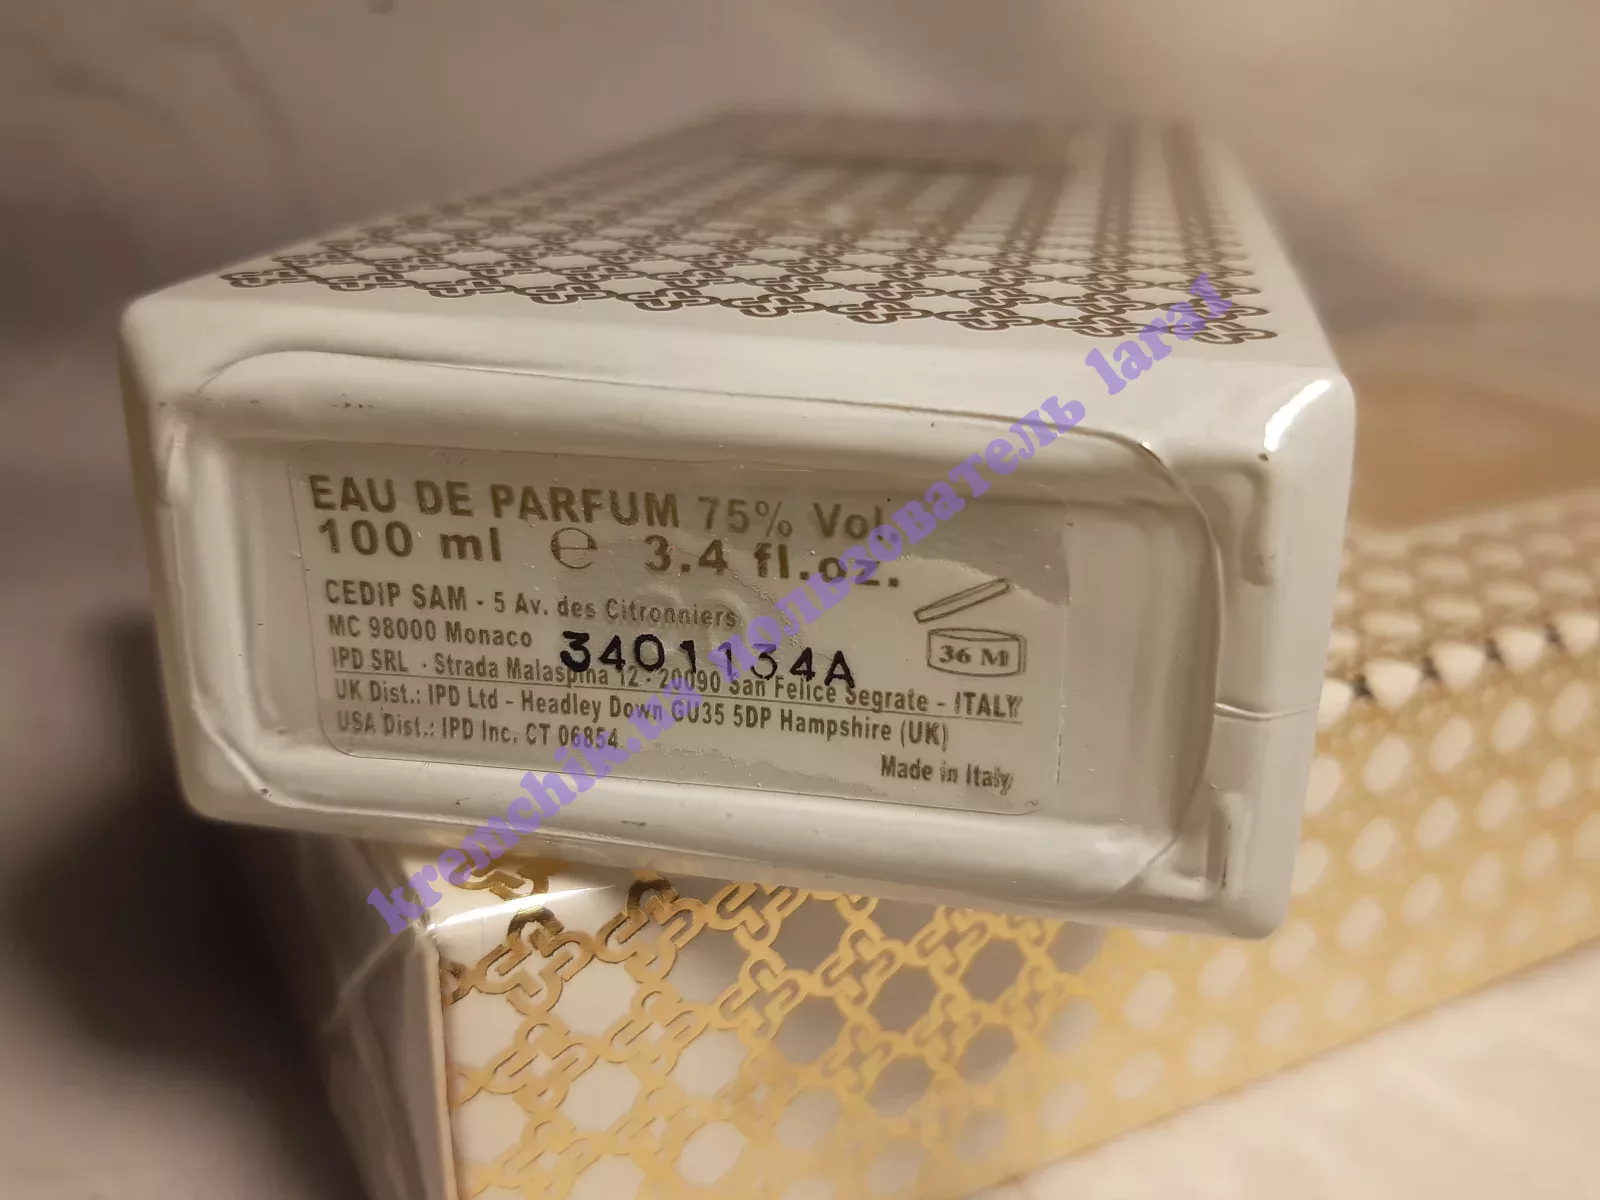 EAU DE PARFUM 75% Vol.
100 ml ℮ 3.4 fl.oz.
CEDIP SAM - 5 Av. des Citronniers
MC 98000 Monaco
3401134A
36 M
IPD SRL - Strada Malaspina 12 - 20090 San Felice Segrate - ITALY
UK Dist.: IPD Ltd - Headley Down GU35 5DP Hampshire (UK)
USA Dist.: IPD Inc. CT 06854
Made in Italy
kremchik.ua пользователь laral